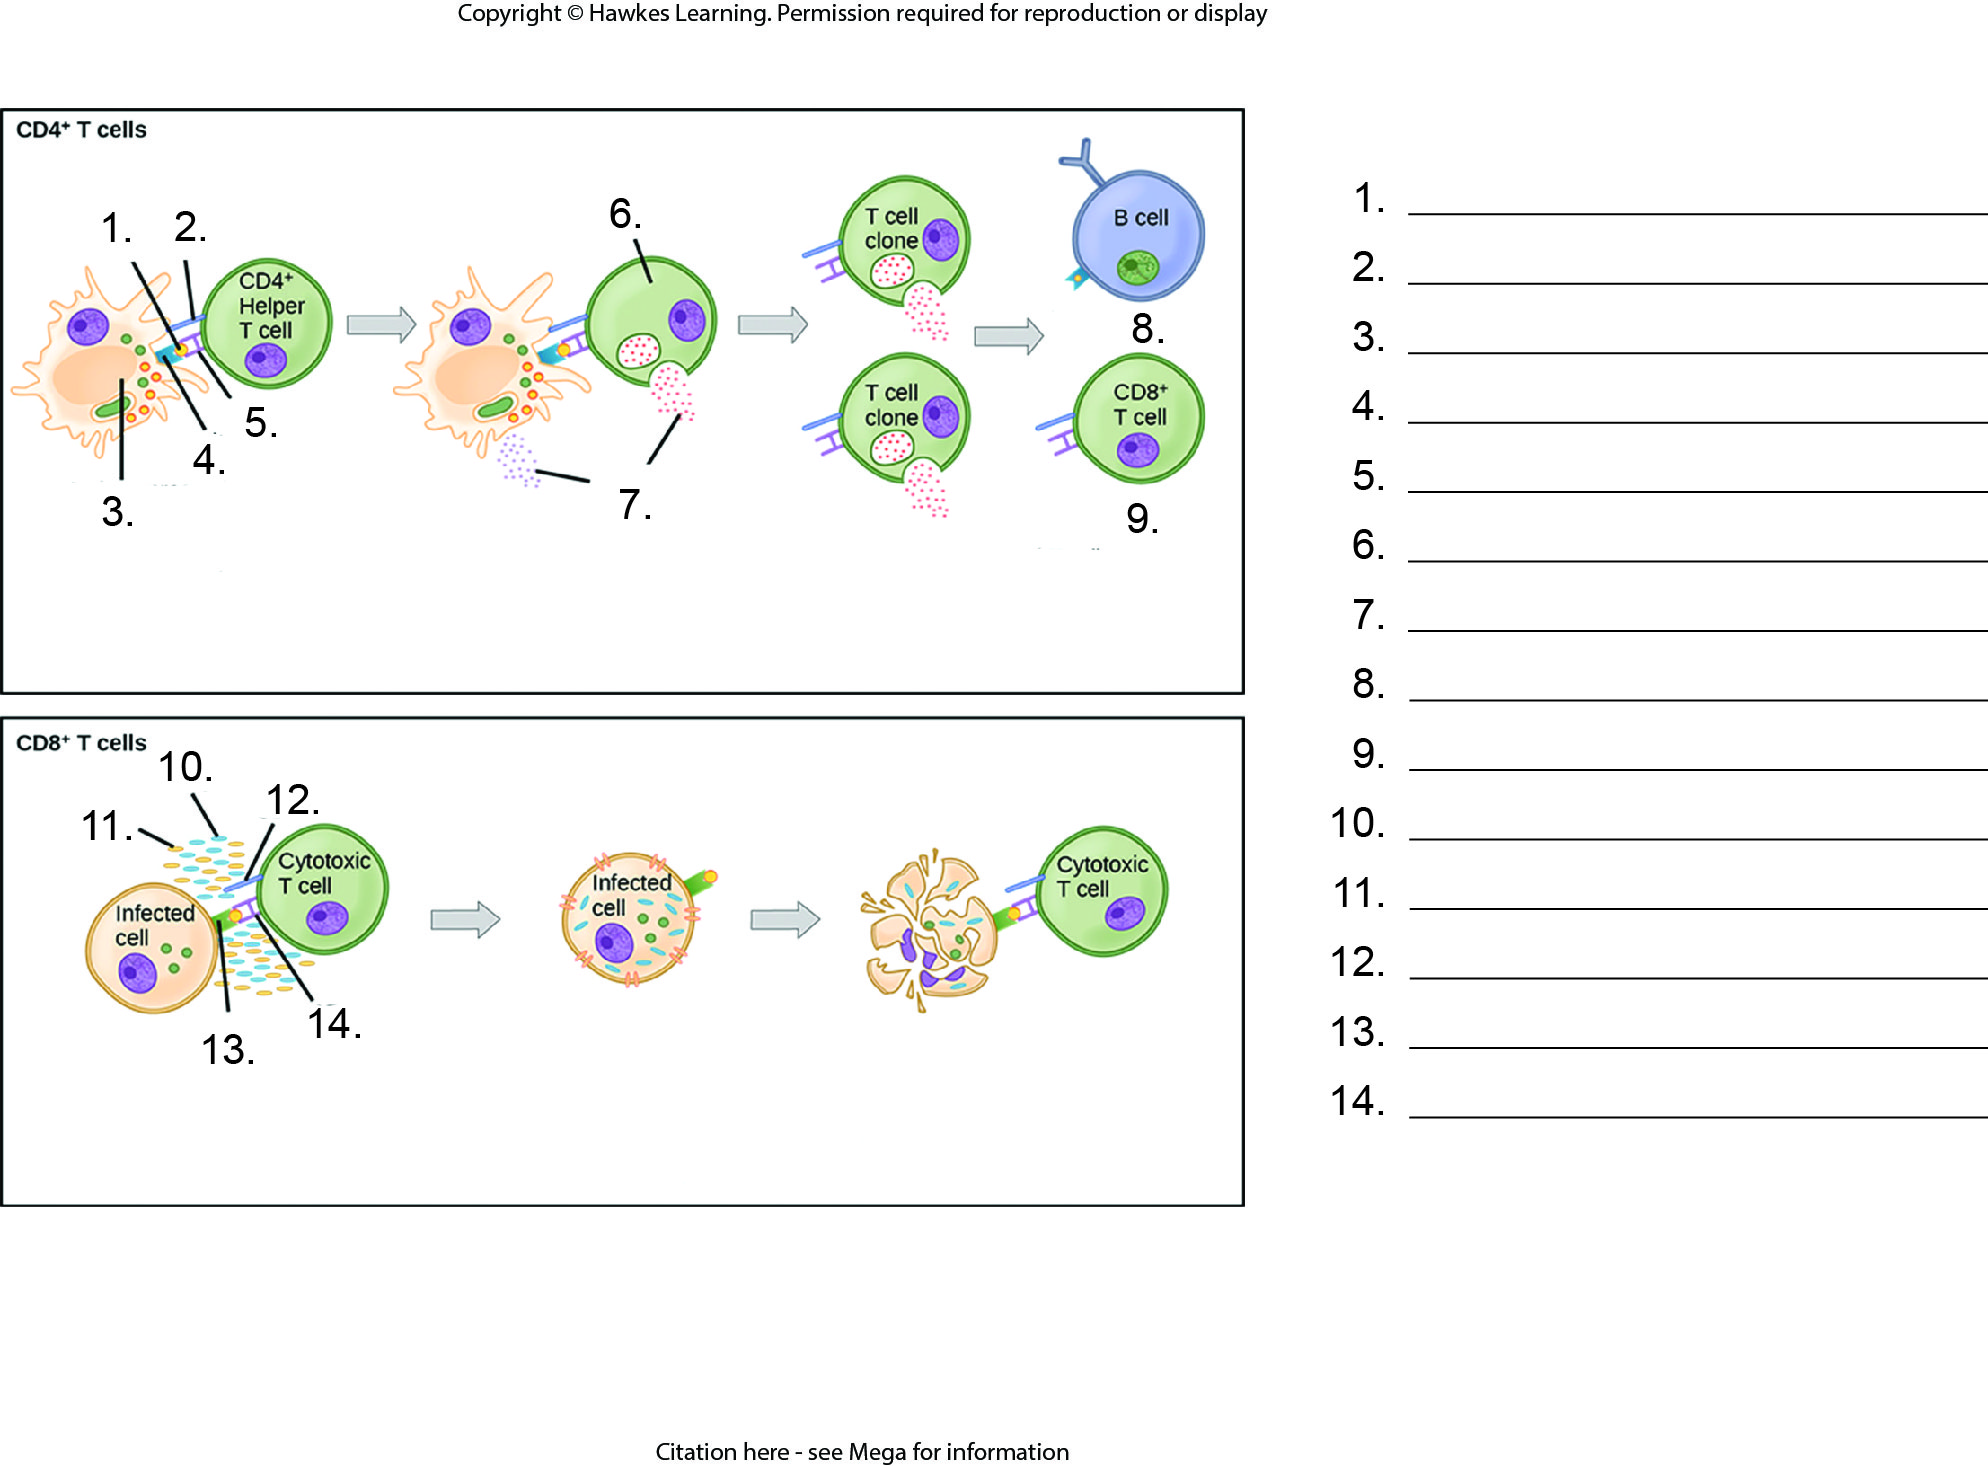 Copyright © Hawkes Learning. Permission required for reproduction or display
CD4⁺ T cells
1.
2.
CD4⁺
Helper
T cell
3.
4.
5.
6.
7.
T cell
clone
T cell
clone
B cell
8.
CD8⁺
T cell
9.
CD8⁺ T cells
10.
11.
12.
Cytotoxic
T cell
Infected
cell
13.
14.
Infected
cell
Cytotoxic
T cell
1.
2.
3.
4.
5.
6.
7.
8.
9.
10.
11.
12.
13.
14.
Citation here - see Mega for information